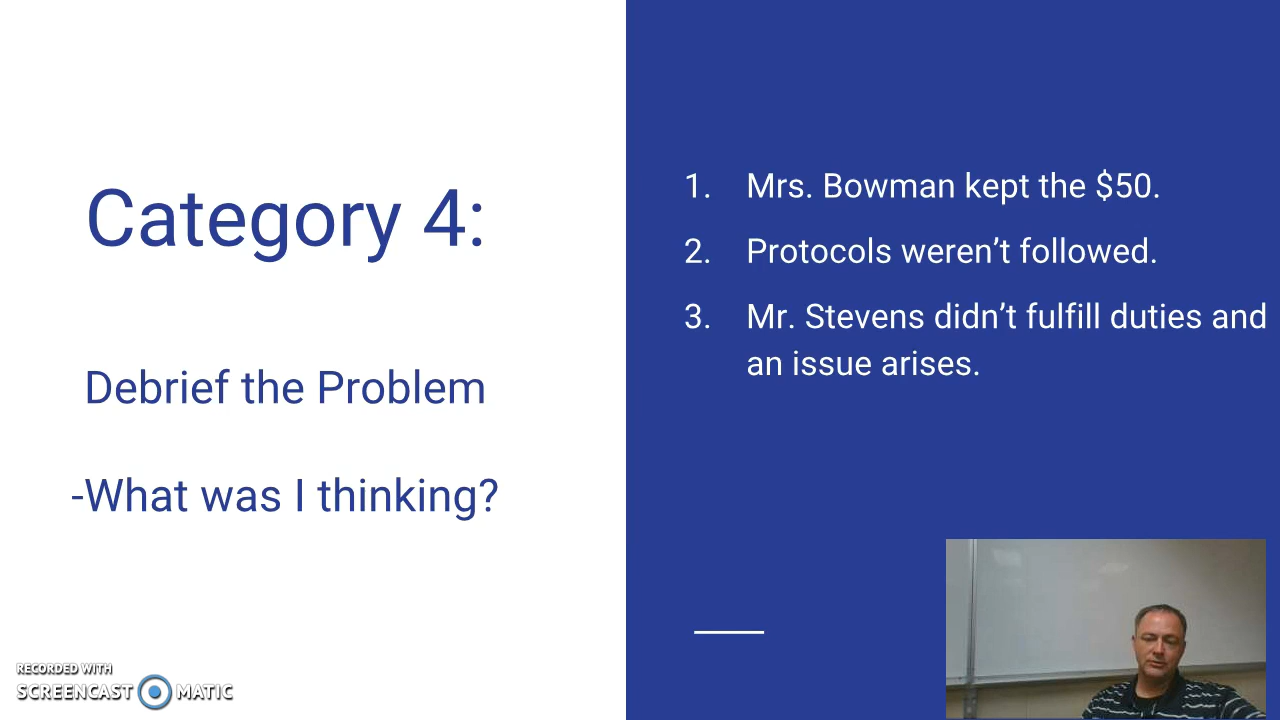 Category 4:
Debrief the Problem
-What was I thinking?
1. Mrs. Bowman kept the $50.
2. Protocols weren’t followed.
3. Mr. Stevens didn’t fulfill duties and
an issue arises.
RECORDED WITH
SCREENCAST MATIC